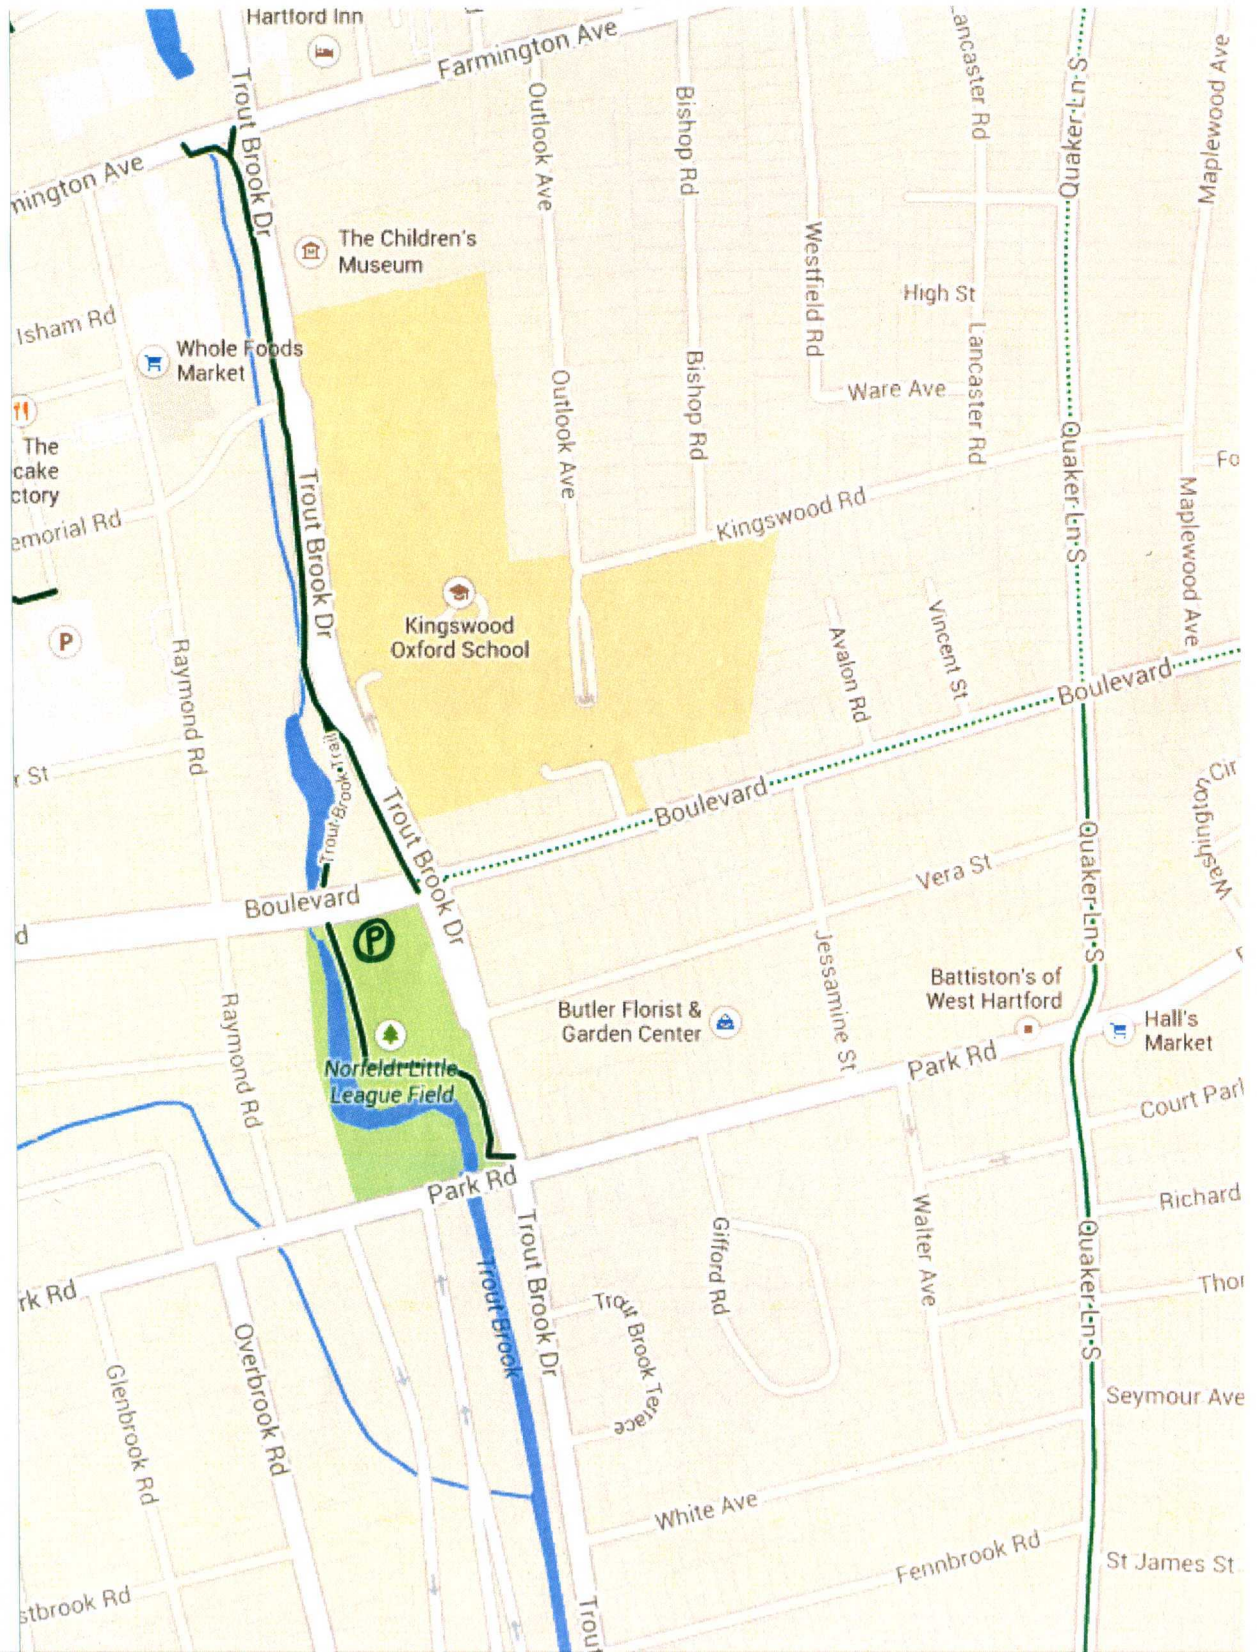 Hartford Inn
Farmington Ave
Trout Brook Dr
Outlook Ave
Bishop Rd
Lancaster Rd
Quaker Ln S
Maplewood Ave
mington Ave
The Children's
Museum
Westfield Rd
High St
Isham Rd
Whole Foods
Market
Outlook Ave
Bishop Rd
Ware Ave
Lancaster Rd
Quaker Ln S
The
cake
ctory
emorial Rd
Trout Brook Dr
Kingswood Rd
Fo
Maplewood Ave
Kingswood
Oxford School
P
Raymond Rd
Avalon Rd
Vincent St
Boulevard
r St
Trout Brook Trail
Trout Brook Dr
Boulevard
Cir
Washington
Quaker Ln S
Vera St
Boulevard
d
P
Jessamine St
Battiston's of
West Hartford
Butler Florist &
Garden Center
Hall's
Market
Raymond Rd
Norfeldt Little
League Field
Park Rd
Court Park
Park Rd
Richard
Walter Ave
Gifford Rd
Quaker Ln S
Trout Brook
Trout Brook Dr
rk Rd
Thor
Trout Brook Terrace
Overbrook Rd
Glenbrook Rd
Seymour Ave
White Ave
Fennbrook Rd
St James St
stbrook Rd
Trout